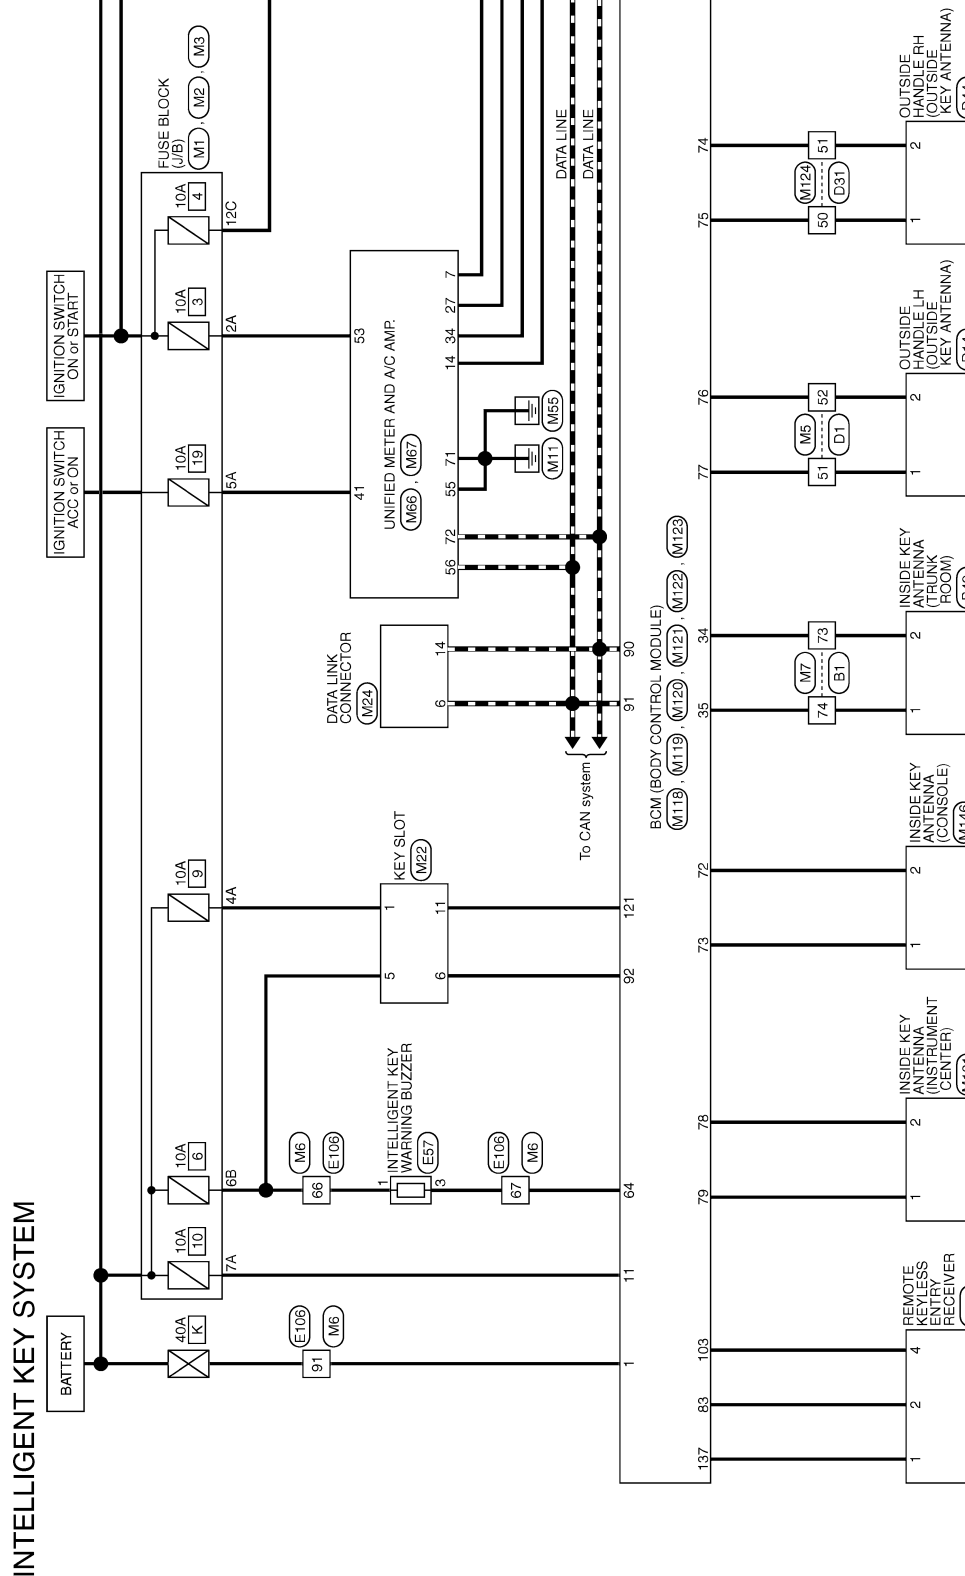 INTELLIGENT KEY SYSTEM
BATTERY
IGNITION SWITCH
ACC or ON
IGNITION SWITCH
ON or START
40A
K
10A
10
10A
6
10A
9
10A
19
10A
3
10A
4
FUSE BLOCK
(J/B)
M1 , M2 , M3
7A
6B
4A
5A
2A
12C
E106
M6
91
M6
E106
66
INTELLIGENT KEY
WARNING BUZZER
E57
1
3
E106
M6
67
KEY SLOT
M22
5
1
6
11
DATA LINK
CONNECTOR
M24
6
14
UNIFIED METER AND A/C AMP.
M66 , M67
41
53
56
72
55
71
14
34
27
7
M11
M55
DATA LINE
DATA LINE
To CAN system
1
11
64
92
121
91
90
BCM (BODY CONTROL MODULE)
M118 , M119 , M120 , M121 , M122 , M123
137
83
103
79
78
73
72
35
34
77
76
75
74
74
73
M7
B1
51
52
M5
D1
50
51
M124
D31
REMOTE
KEYLESS
ENTRY
RECEIVER
1
2
4
INSIDE KEY
ANTENNA
(INSTRUMENT
CENTER)
1
2
INSIDE KEY
ANTENNA
(CONSOLE)
M146
1
2
INSIDE KEY
ANTENNA
(TRUNK
ROOM)
1
2
OUTSIDE
HANDLE LH
(OUTSIDE
KEY ANTENNA)
1
2
OUTSIDE
HANDLE RH
(OUTSIDE
KEY ANTENNA)
1
2